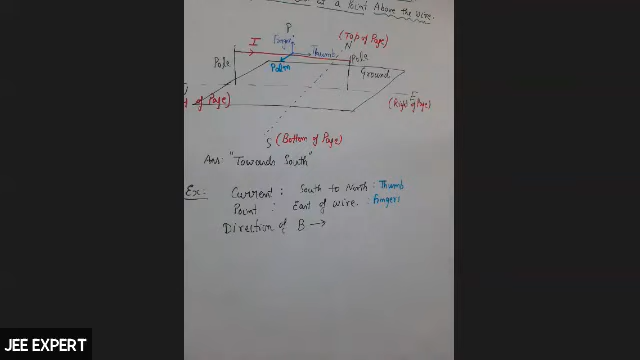 at a Point Above the Wire.
P
(Top of Page)
N
I
Fingers
Thumb
Pole
Palm
Pole
Ground
of Page)
E
(Right of Page)
S (Bottom of Page)
Ans: "Towards South"
Ex: Current : South to North : Thumb
Point : East of wire. : Fingers
Direction of B →
JEE EXPERT